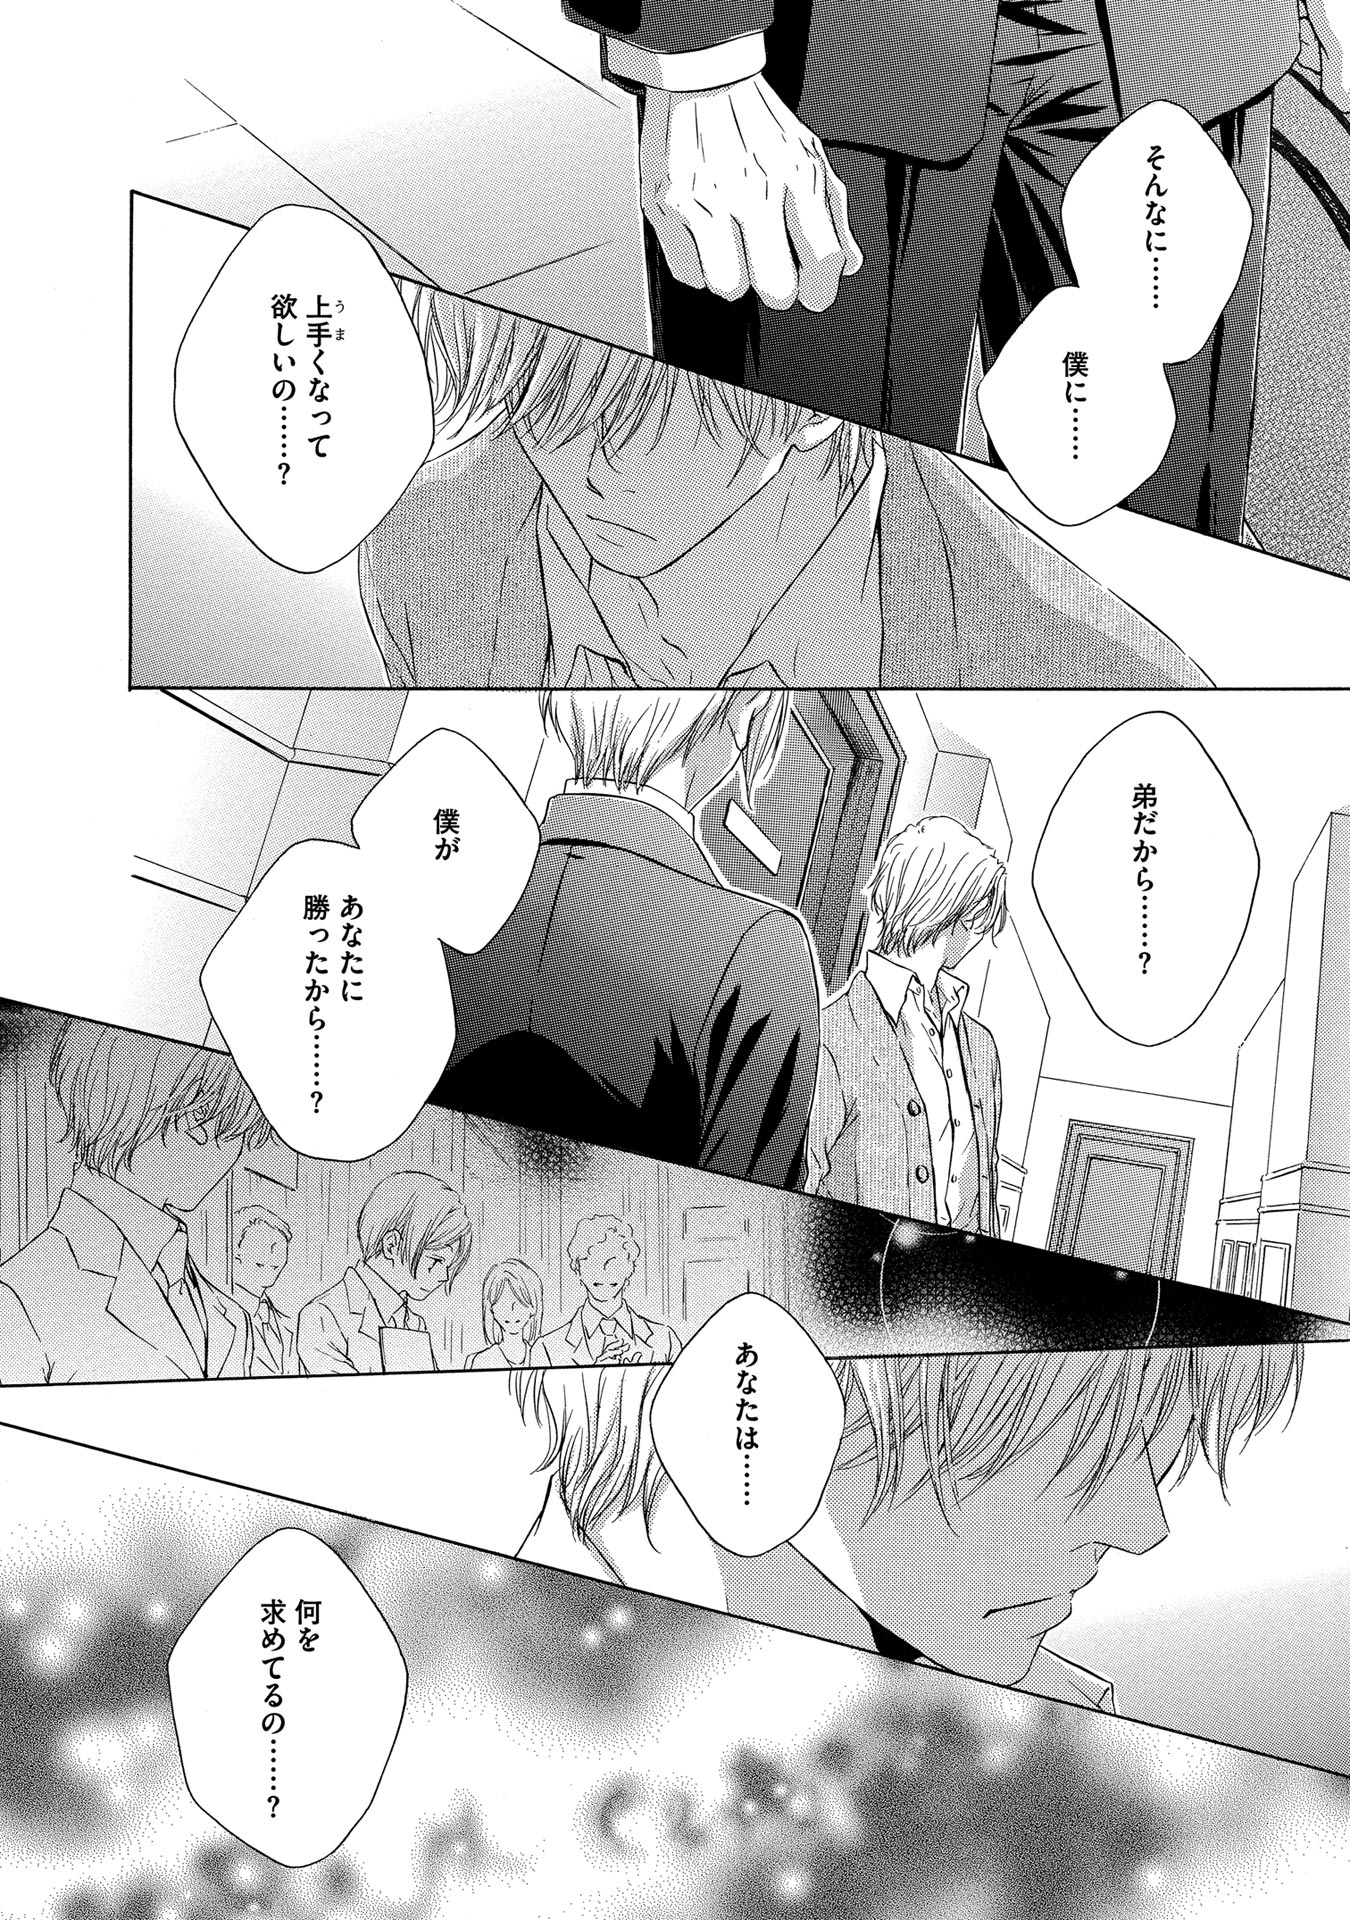 そんなに……
僕に……
上手くなって
うま
欲しいの……？
弟だから……？
僕が
あなたに
勝ったから……？
あなたは……
何を
求めてるの……？